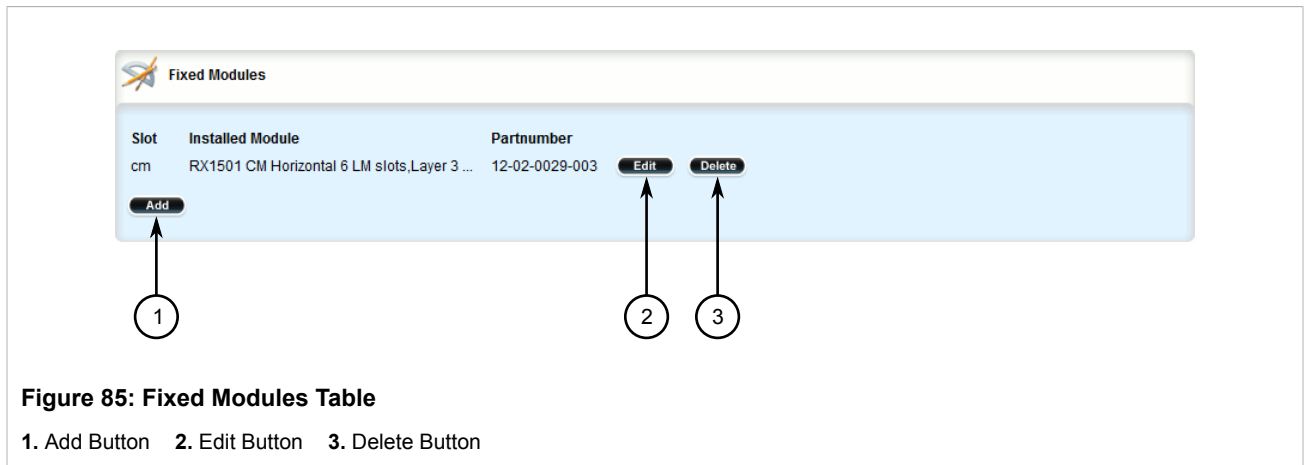 Fixed Modules
Slot Installed Module Partnumber
cm RX1501 CM Horizontal 6 LM slots,Layer 3 ... 12-02-0029-003 Edit Delete
Add
1 2 3
Figure 85: Fixed Modules Table
1. Add Button 2. Edit Button 3. Delete Button